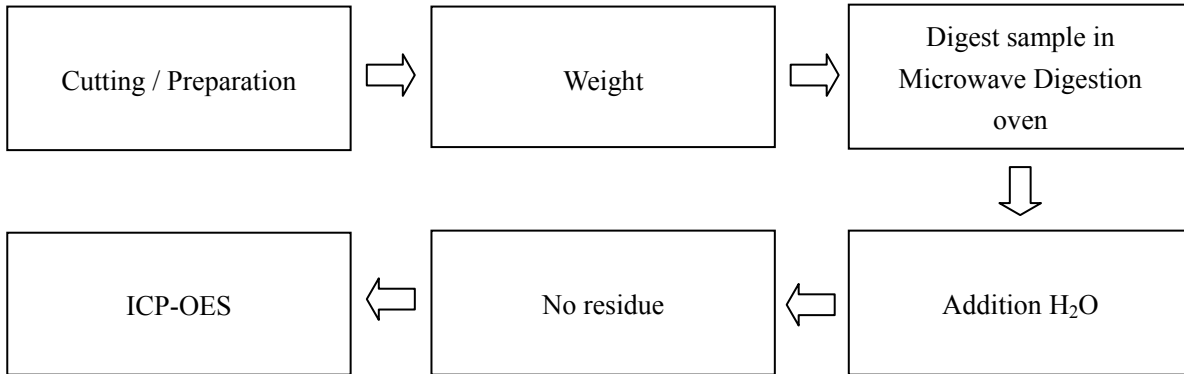 Cutting / Preparation
Weight
Digest sample in
Microwave Digestion
oven
Addition H₂O
No residue
ICP-OES